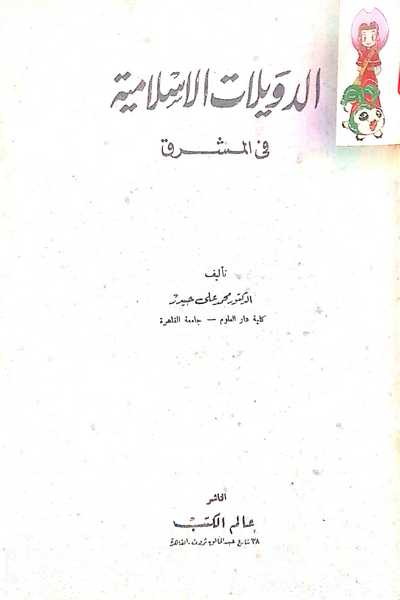 الدويلات الإسلامية
في المشرق
تأليف
الدكتور محمد على حيدر
كلية دار العلوم — جامعة القاهرة
الناشر
عالم الكتب
٣٨ شارع عبد الخالق ثروت - القاهرة